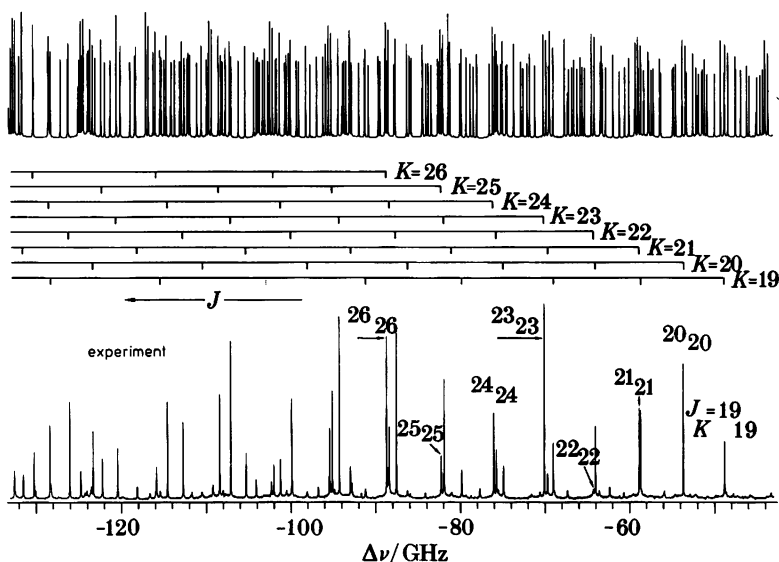 K=26
K=25
K=24
K=23
K=22
K=21
K=20
K=19
J
experiment
26 26
23 23
20 20
24 24
21 21
25 25
22 22
J=19
K 19
-120 -100 -80 -60
Δν/GHz